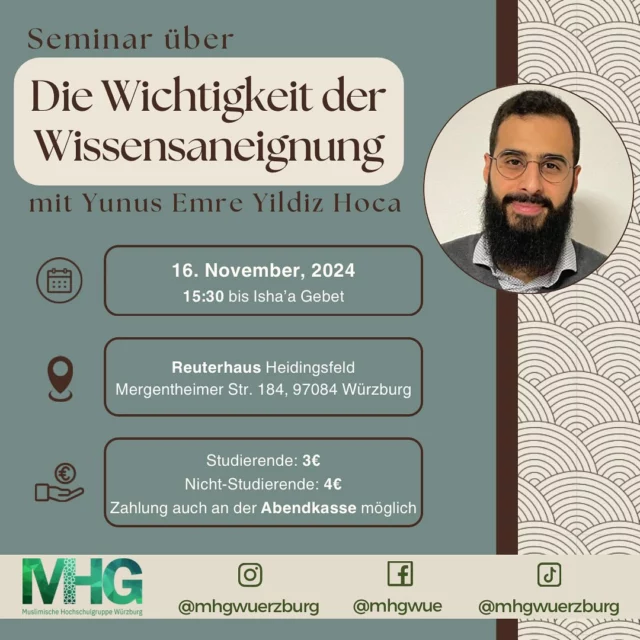 Seminar über
Die Wichtigkeit der
Wissensaneignung
mit Yunus Emre Yildiz Hoca
16. November, 2024
15:30 bis Isha'a Gebet
Reuterhaus Heidingsfeld
Mergentheimer Str. 184, 97084 Würzburg
€
Studierende: 3€
Nicht-Studierende: 4€
Zahlung auch an der Abendkasse möglich
MHG
Muslimische Hochschulgruppe Würzburg
@mhgwuerzburg
@mhgwue
@mhgwuerzburg